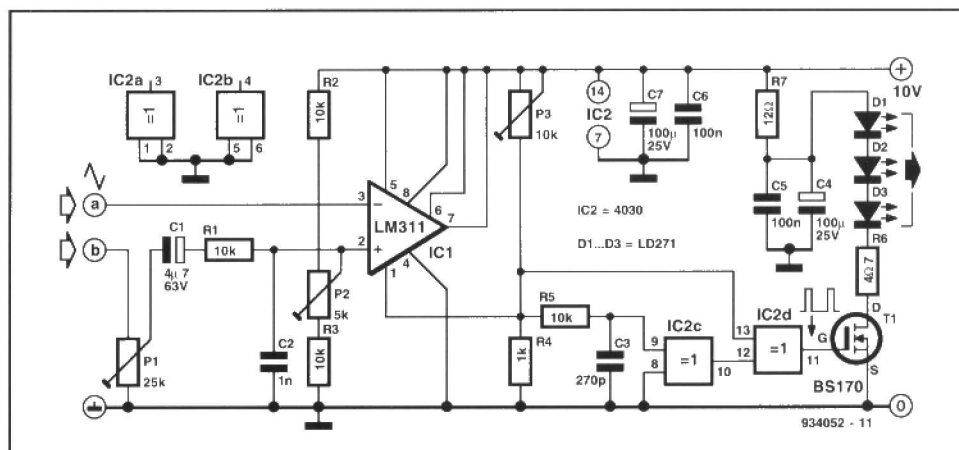 IC2a 3
=1
1 2
IC2b 4
=1
5 6
R2
10k
P3
10k
14
IC2
7
C7
100µ
25V
C6
100n
R7
12Ω
+
10V
D1
D2
D3
C5
100n
C4
100µ
25V
IC2 = 4030
D1...D3 = LD271
a
3 −
5
8
6
7
LM311
IC1
2 +
1
4
b
C1
4µ7
63V
R1
10k
P2
5k
R3
10k
C2
1n
P1
25k
R5
10k
R4
1k
C3
270p
IC2c
9
8
=1
10
IC2d
13
12
=1
11
R6
4Ω7
D
T1
G
S
BS170
0
934052 - 11